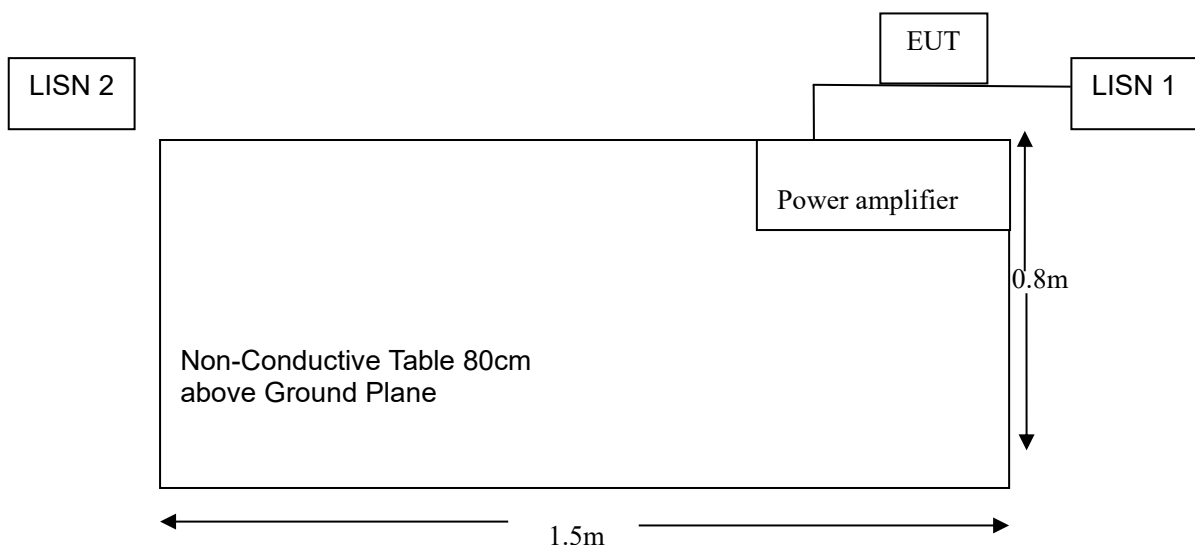 EUT
LISN 2
LISN 1
Power amplifier
0.8m
Non-Conductive Table 80cm
above Ground Plane
1.5m